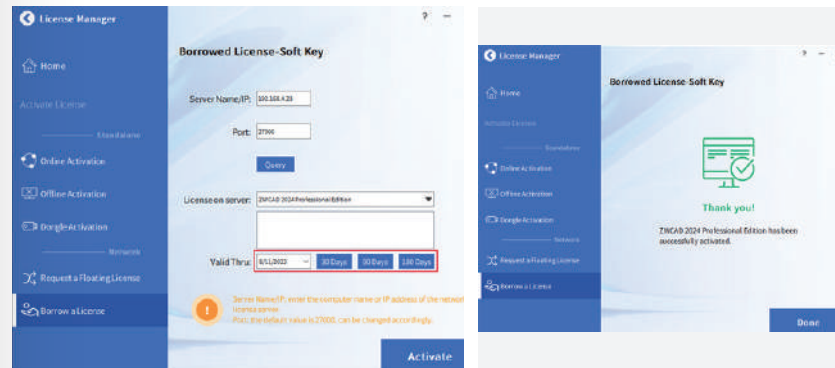 License Manager
? –
Home
Activate License
Standalone
Online Activation
Offline Activation
Dongle Activation
Network
Request a Floating License
Borrow a License
Borrowed License-Soft Key
Server Name/IP:
Port:
Query
License on server: ZWCAD 2024 Professional Edition
Valid Thru:
30 Days
180 Days
Server Name/IP: enter the computer name or IP address of the network
license server.
Port: the default value is 27000, can be changed accordingly.
Activate
License Manager
? –
Home
Activate License
Standalone
Online Activation
Offline Activation
Dongle Activation
Network
Request a Floating License
Borrow a License
Borrowed License-Soft Key
Thank you!
ZWCAD 2024 Professional Edition has been
successfully activated.
Done